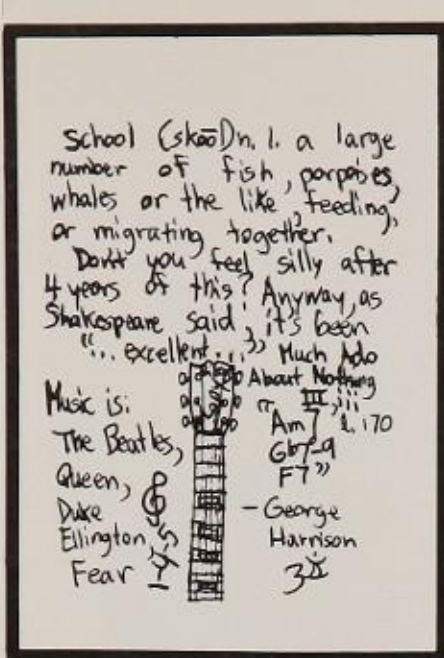 School (skōōl) n. 1. a large
number of fish, porpoises,
whales or the like, feeding,
or migrating together.
Don't you feel silly after
4 years of this? Anyway, as
Shakespeare said, it's been
"... excellent..." Much Ado
About Nothing
III, iii
l. 170
Music is:
The Beatles,
Queen,
Duke
Ellington,
Fear
"Am7
Gb7-9
F7"
- George
Harrison